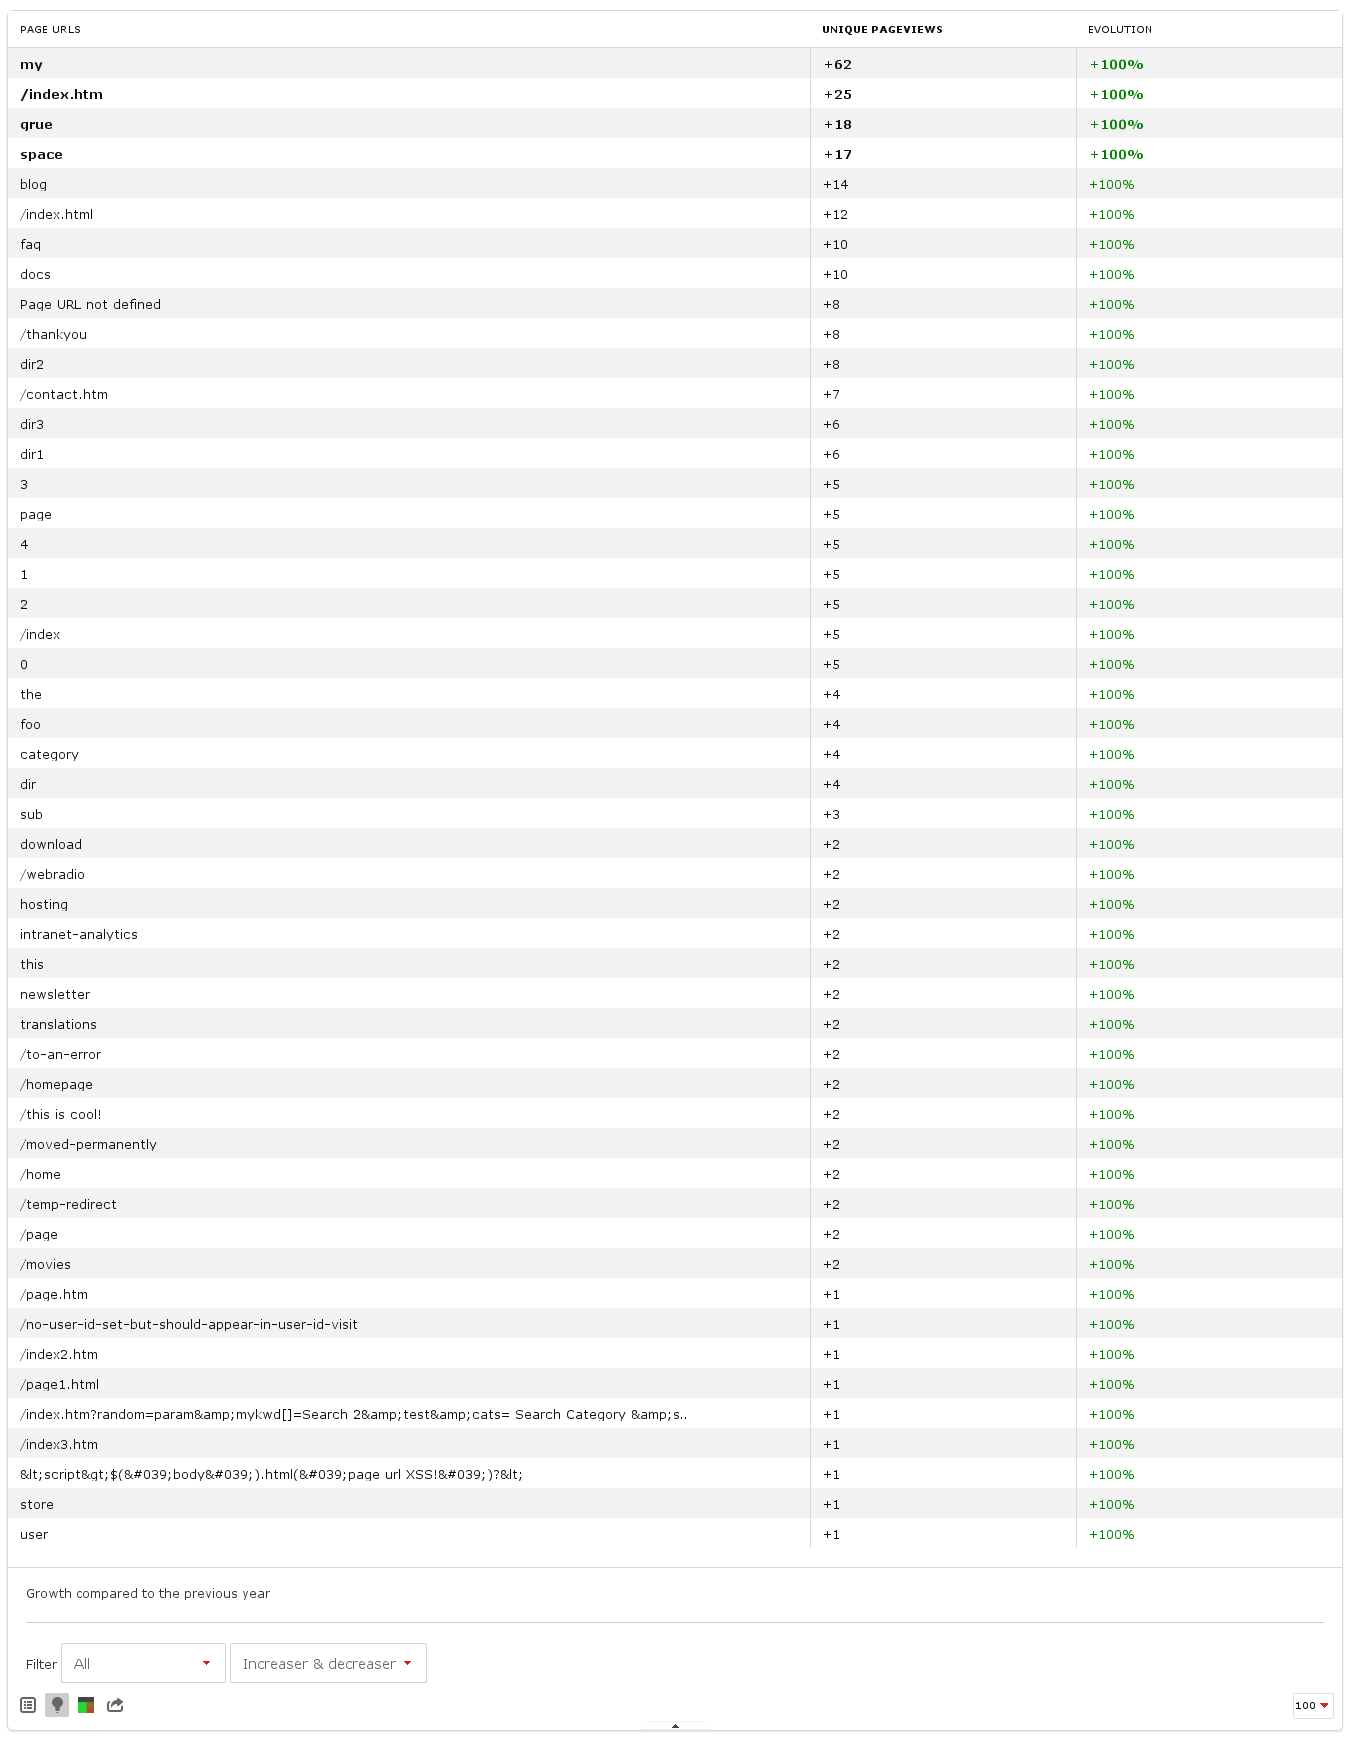 PAGE URLS UNIQUE PAGEVIEWS EVOLUTION
my +62 +100%
/index.htm +25 +100%
grue +18 +100%
space +17 +100%
blog +14 +100%
/index.html +12 +100%
faq +10 +100%
docs +10 +100%
Page URL not defined +8 +100%
/thankyou +8 +100%
dir2 +8 +100%
/contact.htm +7 +100%
dir3 +6 +100%
dir1 +6 +100%
3 +5 +100%
page +5 +100%
4 +5 +100%
1 +5 +100%
2 +5 +100%
/index +5 +100%
0 +5 +100%
the +4 +100%
foo +4 +100%
category +4 +100%
dir +4 +100%
sub +3 +100%
download +2 +100%
/webradio +2 +100%
hosting +2 +100%
intranet-analytics +2 +100%
this +2 +100%
newsletter +2 +100%
translations +2 +100%
/to-an-error +2 +100%
/homepage +2 +100%
/this is cool! +2 +100%
/moved-permanently +2 +100%
/home +2 +100%
/temp-redirect +2 +100%
/page +2 +100%
/movies +2 +100%
/page.htm +1 +100%
/no-user-id-set-but-should-appear-in-user-id-visit +1 +100%
/index2.htm +1 +100%
/page1.html +1 +100%
/index.htm?random=param&amp;mykwd[]=Search 2&amp;test&amp;cats= Search Category &amp;s.. +1 +100%
/index3.htm +1 +100%
&lt;script&gt;$(&#039;body&#039;).html(&#039;page url XSS!&#039;)?&lt; +1 +100%
store +1 +100%
user +1 +100%
Growth compared to the previous year
Filter All Increaser & decreaser
100